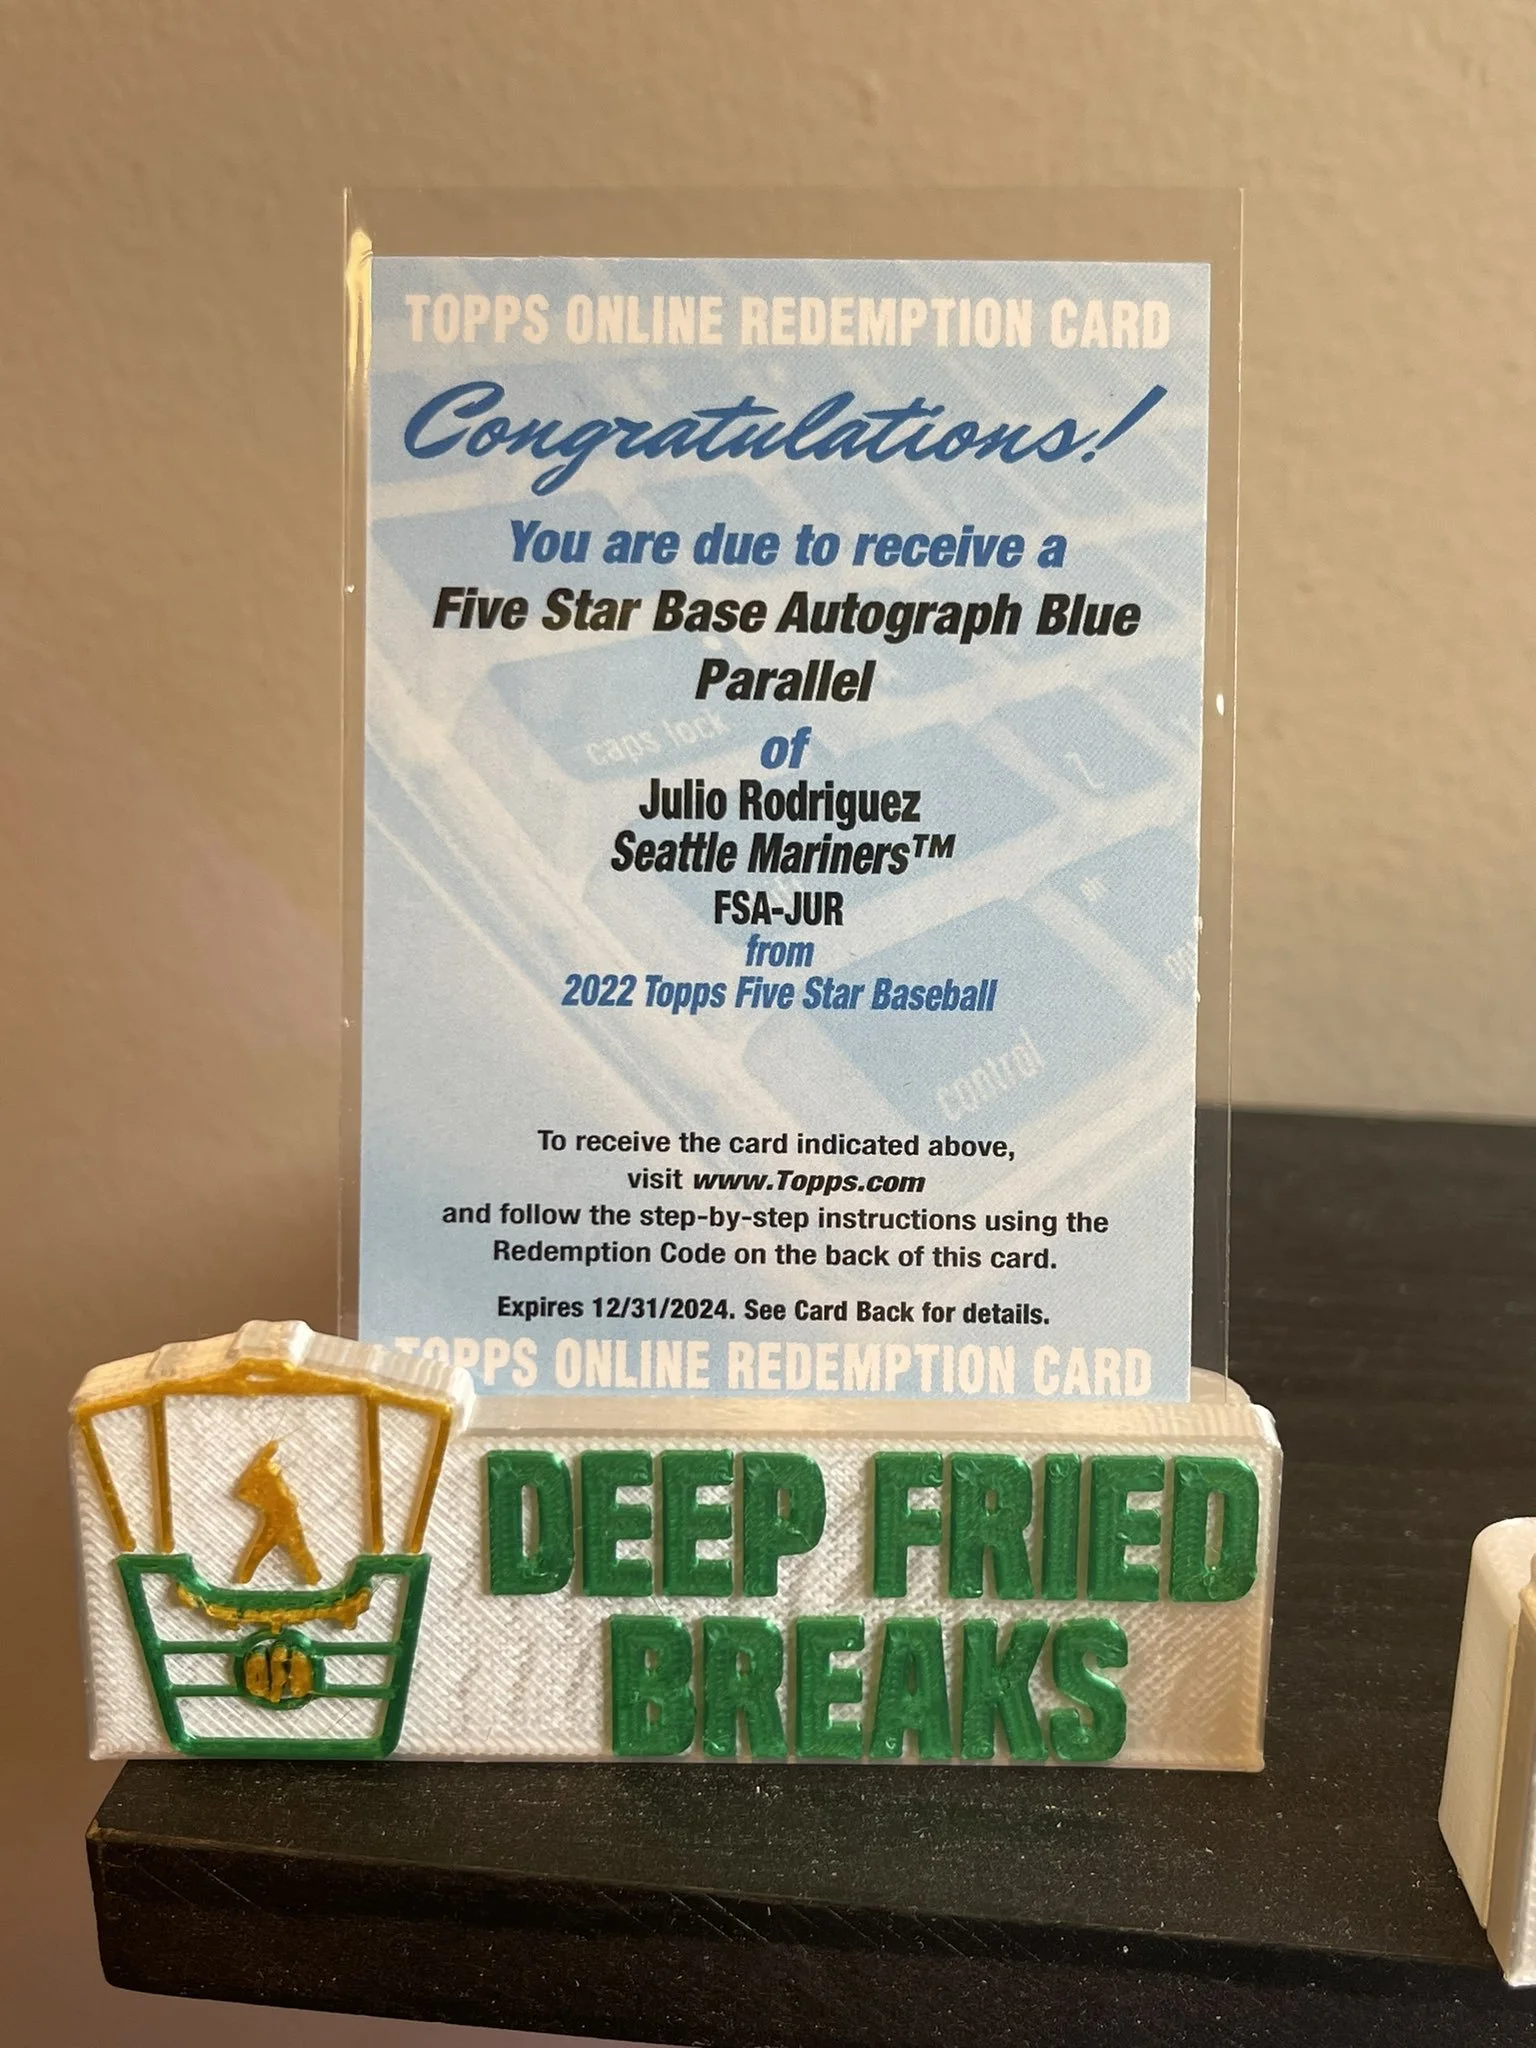 TOPPS ONLINE REDEMPTION CARD
Congratulations!
You are due to receive a
Five Star Base Autograph Blue
Parallel
of
Julio Rodriguez
Seattle Mariners™
FSA-JUR
from
2022 Topps Five Star Baseball
caps lock
Z
control
To receive the card indicated above,
visit www.Topps.com
and follow the step-by-step instructions using the
Redemption Code on the back of this card.
Expires 12/31/2024. See Card Back for details.
TOPPS ONLINE REDEMPTION CARD
DEEP FRIED
BREAKS